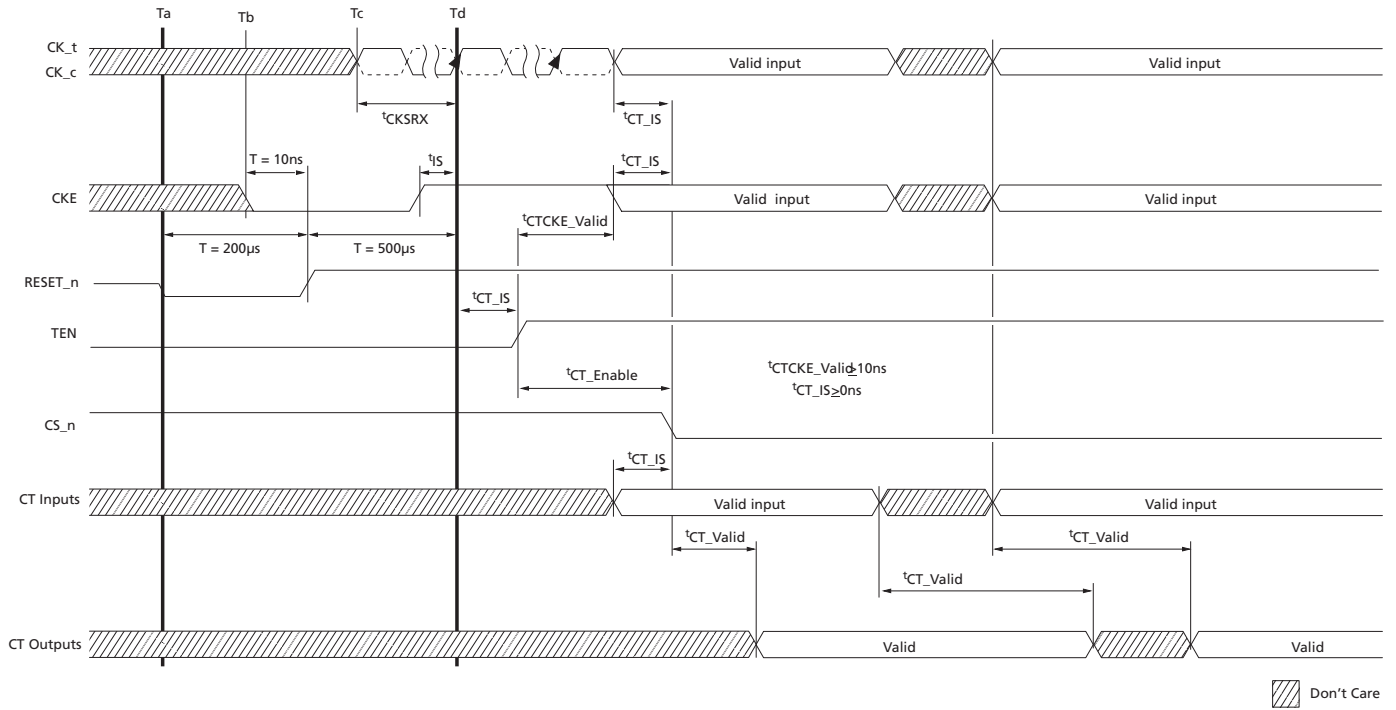 Ta
Tb
Tc
Td
CK_t
CK_c
Valid input
Valid input
tCKSRX
tCT_IS
T = 10ns
tIS
tCT_IS
CKE
Valid input
Valid input
tCTCKE_Valid
T = 200µs
T = 500µs
RESET_n
tCT_IS
TEN
tCT_Enable
tCTCKE_Valid≥10ns
tCT_IS≥0ns
CS_n
tCT_IS
CT Inputs
Valid input
Valid input
tCT_Valid
tCT_Valid
tCT_Valid
CT Outputs
Valid
Valid
Don't Care